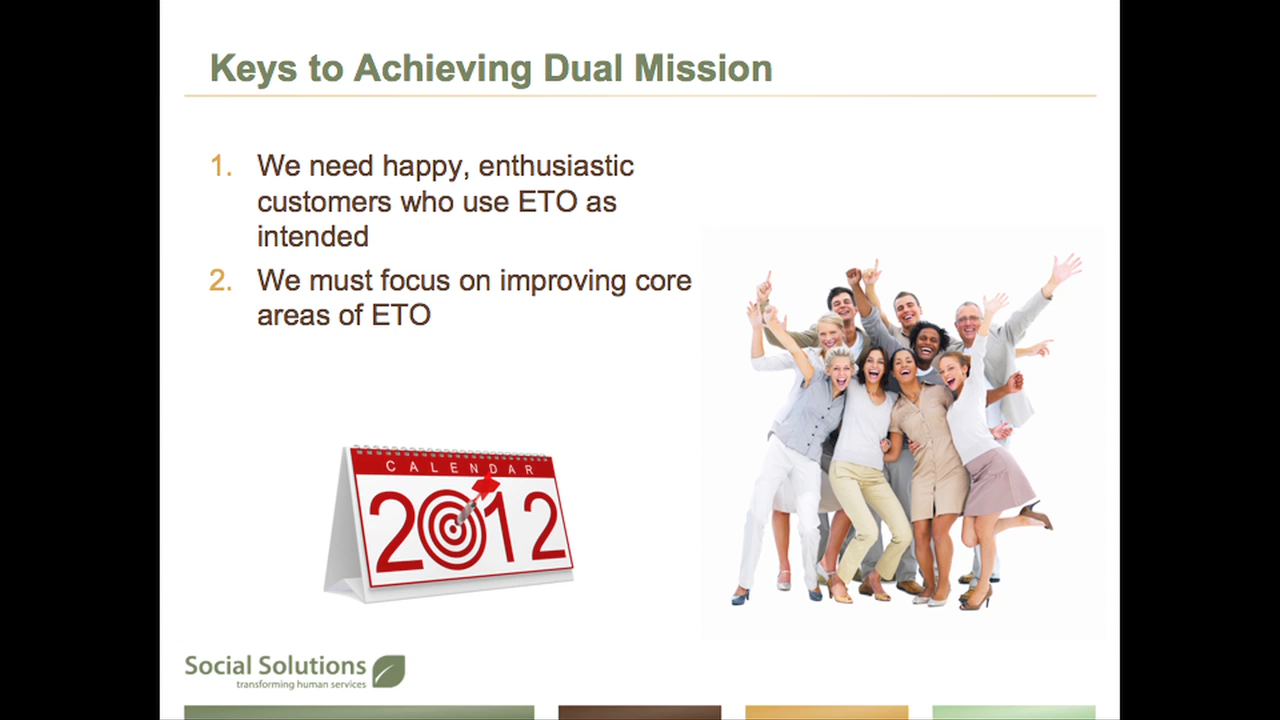 Keys to Achieving Dual Mission
1. We need happy, enthusiastic
customers who use ETO as
intended
2. We must focus on improving core
areas of ETO
CALENDAR
2012
Social Solutions
transforming human services